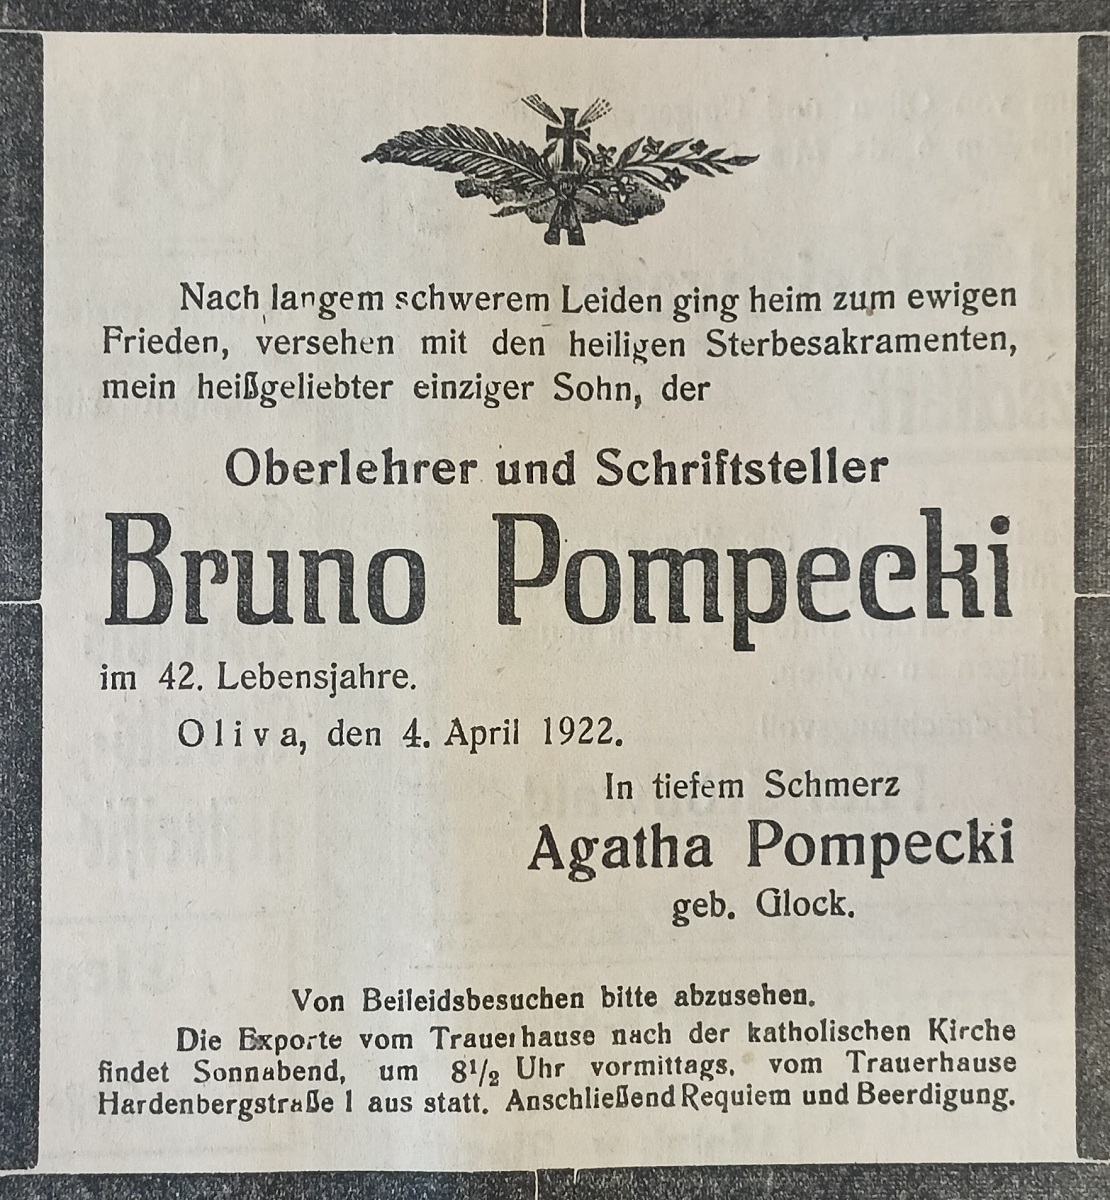 Nach langem schwerem Leiden ging heim zum ewigen
Frieden, versehen mit den heiligen Sterbesakramenten,
mein heißgeliebter einziger Sohn, der
Oberlehrer und Schriftsteller
Bruno Pompecki
im 42. Lebensjahre.
Oliva, den 4. April 1922.
In tiefem Schmerz
Agatha Pompecki
geb. Glock.
Von Beileidsbesuchen bitte abzusehen.
Die Exporte vom Trauerhause nach der katholischen Kirche
findet Sonnabend, um 8½ Uhr vormittags, vom Trauerhause
Hardenbergstraße 1 aus statt. Anschließend Requiem und Beerdigung.